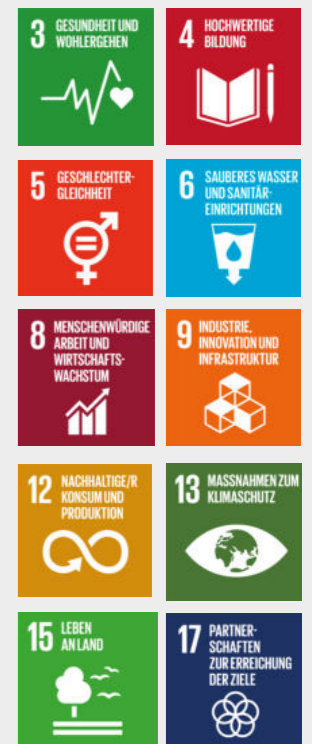 3 GESUNDHEIT UND
WOHLERGEHEN
4 HOCHWERTIGE
BILDUNG
5 GESCHLECHTER-
GLEICHHEIT
6 SAUBERES WASSER
UND SANITÄR-
EINRICHTUNGEN
8 MENSCHENWÜRDIGE
ARBEIT UND
WIRTSCHAFTS-
WACHSTUM
9 INDUSTRIE,
INNOVATION UND
INFRASTRUKTUR
12 NACHHALTIGE/R
KONSUM UND
PRODUKTION
13 MASSNAHMEN ZUM
KLIMASCHUTZ
15 LEBEN
AN LAND
17 PARTNER-
SCHAFTEN
ZUR ERREICHUNG
DER ZIELE